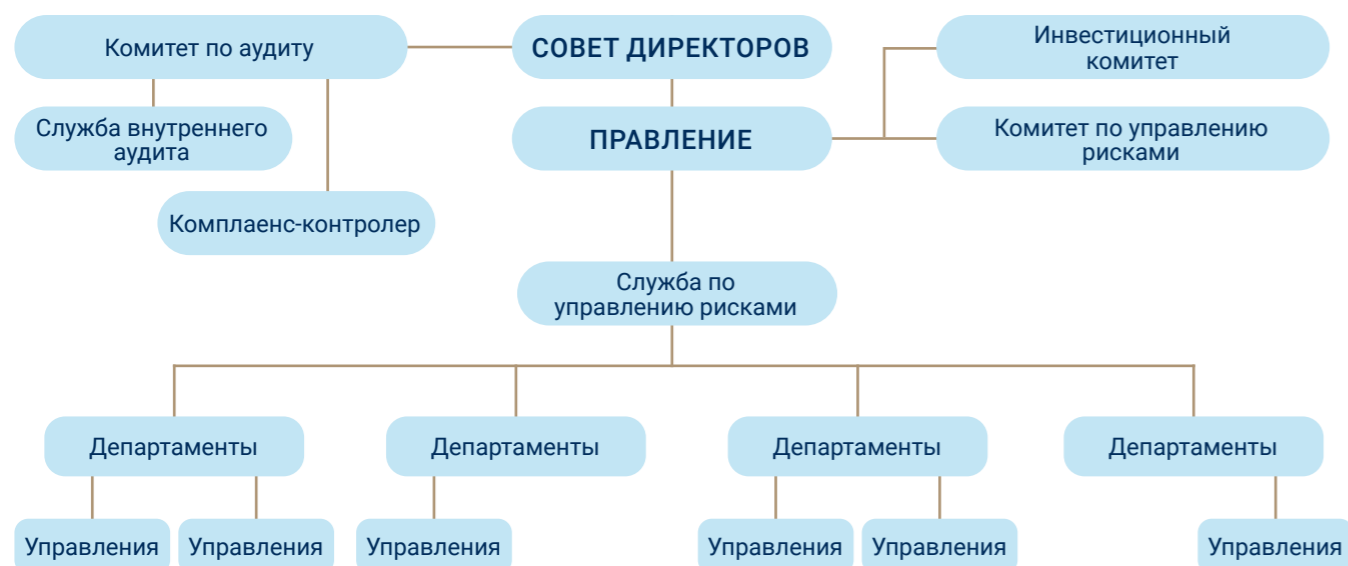 Комитет по аудиту
СОВЕТ ДИРЕКТОРОВ
Инвестиционный
комитет
Служба внутреннего
аудита
ПРАВЛЕНИЕ
Комитет по управлению
рисками
Комплаенс-контролер
Служба по
управлению рисками
Департаменты
Департаменты
Департаменты
Департаменты
Управления
Управления
Управления
Управления
Управления
Управления